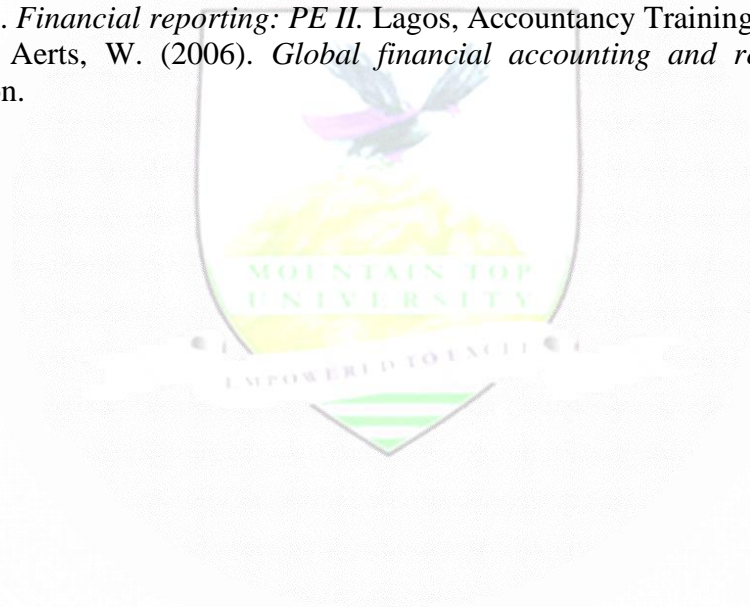 . Financial reporting: PE II. Lagos, Accountancy Training
Aerts, W. (2006). Global financial accounting and re
on.
MOUNTAIN TOP
UNIVERSITY
EMPOWERED TO EXCEL